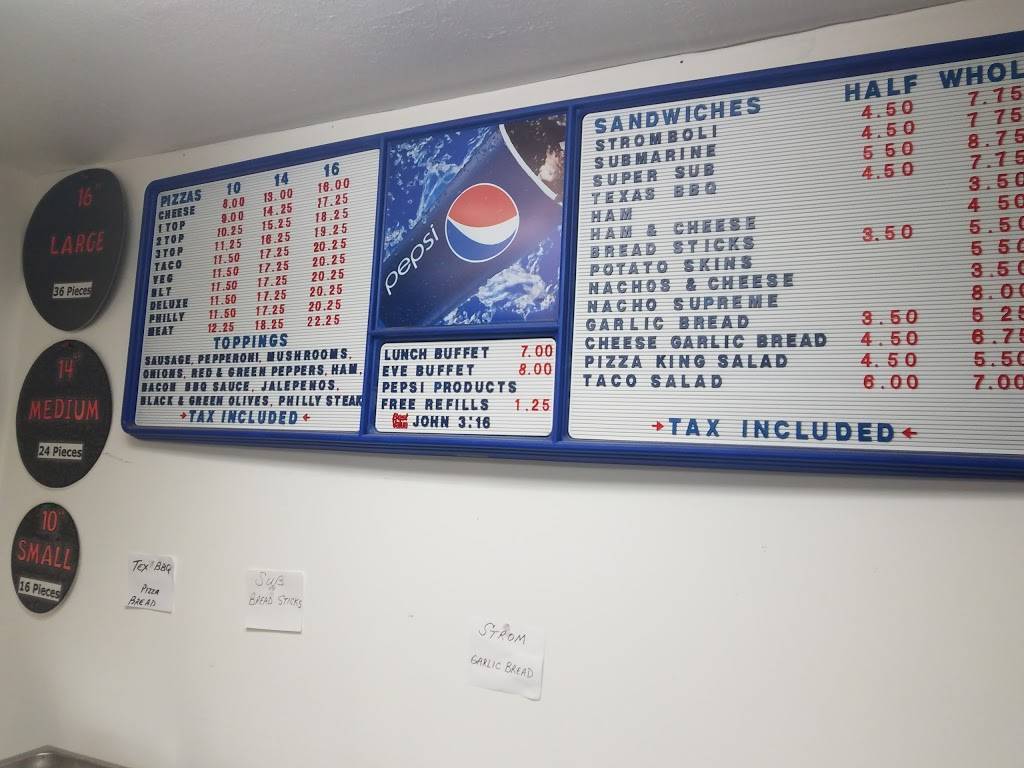 16"
LARGE
36 Pieces
14"
MEDIUM
24 Pieces
10"
SMALL
16 Pieces
PIZZAS 10 14 16
CHEESE 8.00 13.00 16.00
1 TOP 9.00 14.25 17.25
2 TOP 10.25 15.25 18.25
3 TOP 11.25 16.25 19.25
TACO 11.50 17.25 20.25
VEG 11.50 17.25 20.25
BLT 11.50 17.25 20.25
DELUXE 11.50 17.25 20.25
PHILLY 11.50 17.25 20.25
MEAT 12.25 18.25 22.25
TOPPINGS
SAUSAGE, PEPPERONI, MUSHROOMS,
ONIONS, RED & GREEN PEPPERS, HAM,
BACON BBQ SAUCE, JALEPENOS,
BLACK & GREEN OLIVES, PHILLY STEAK
TAX INCLUDED
pepsi
LUNCH BUFFET 7.00
EVE BUFFET 8.00
PEPSI PRODUCTS
FREE REFILLS 1.25
Best Value JOHN 3:16
SANDWICHES HALF WHOL
STROMBOLI 4.50 7.75
SUBMARINE 4.50 7 75
SUPER SUB 5 50 8.75
TEXAS BBQ 4.50 7.75
HAM 3.50
HAM & CHEESE 4 50
BREAD STICKS 3.50 5.50
POTATO SKINS 5 50
NACHOS & CHEESE 3.50
NACHO SUPREME 8.00
GARLIC BREAD 3.50 5 25
CHEESE GARLIC BREAD 4.50 6.75
PIZZA KING SALAD 4.50 5.50
TACO SALAD 6.00 7.00
TAX INCLUDED
TEX BBQ
PIZZA
BREAD
SUB
BREAD STICKS
STROM
GARLIC BREAD